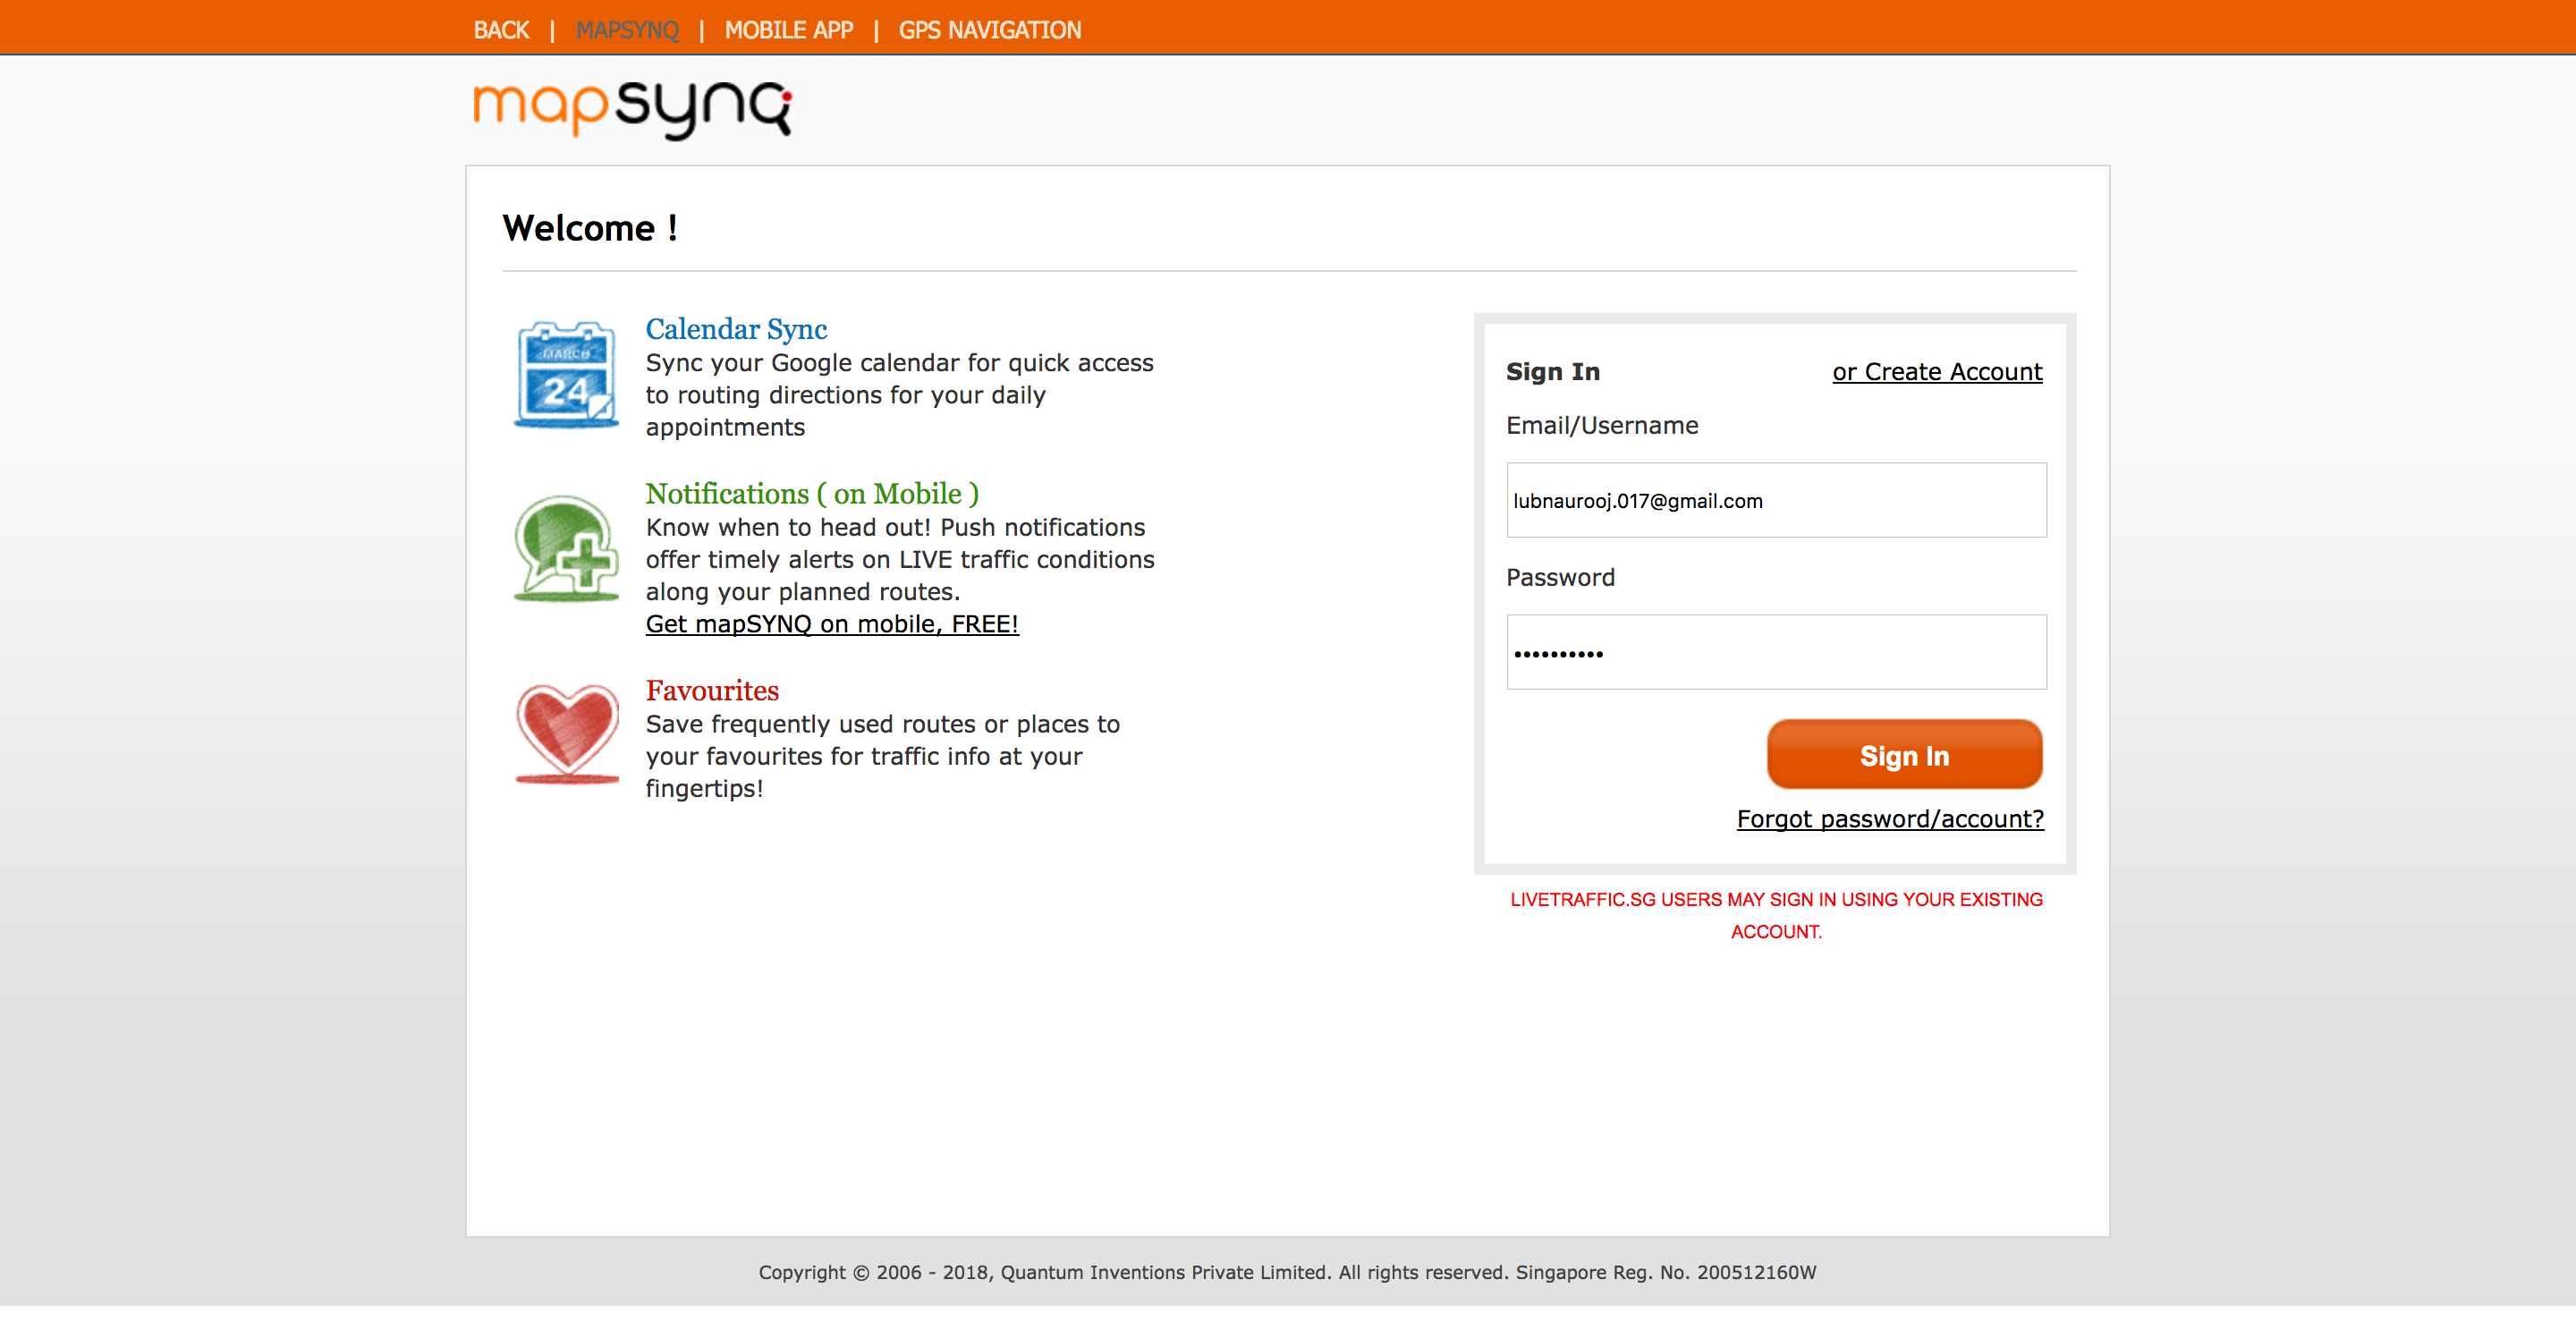 BACK | MAPSYNQ | MOBILE APP | GPS NAVIGATION
mapsynq
Welcome !
MARCH
24
Calendar Sync
Sync your Google calendar for quick access
to routing directions for your daily
appointments
Notifications ( on Mobile )
Know when to head out! Push notifications
offer timely alerts on LIVE traffic conditions
along your planned routes.
Get mapSYNQ on mobile, FREE!
Favourites
Save frequently used routes or places to
your favourites for traffic info at your
fingertips!
Sign In or Create Account
Email/Username
lubnaurooj.017@gmail.com
Password
••••••••••
Sign In
Forgot password/account?
LIVETRAFFIC.SG USERS MAY SIGN IN USING YOUR EXISTING
ACCOUNT.
Copyright © 2006 - 2018, Quantum Inventions Private Limited. All rights reserved. Singapore Reg. No. 200512160W